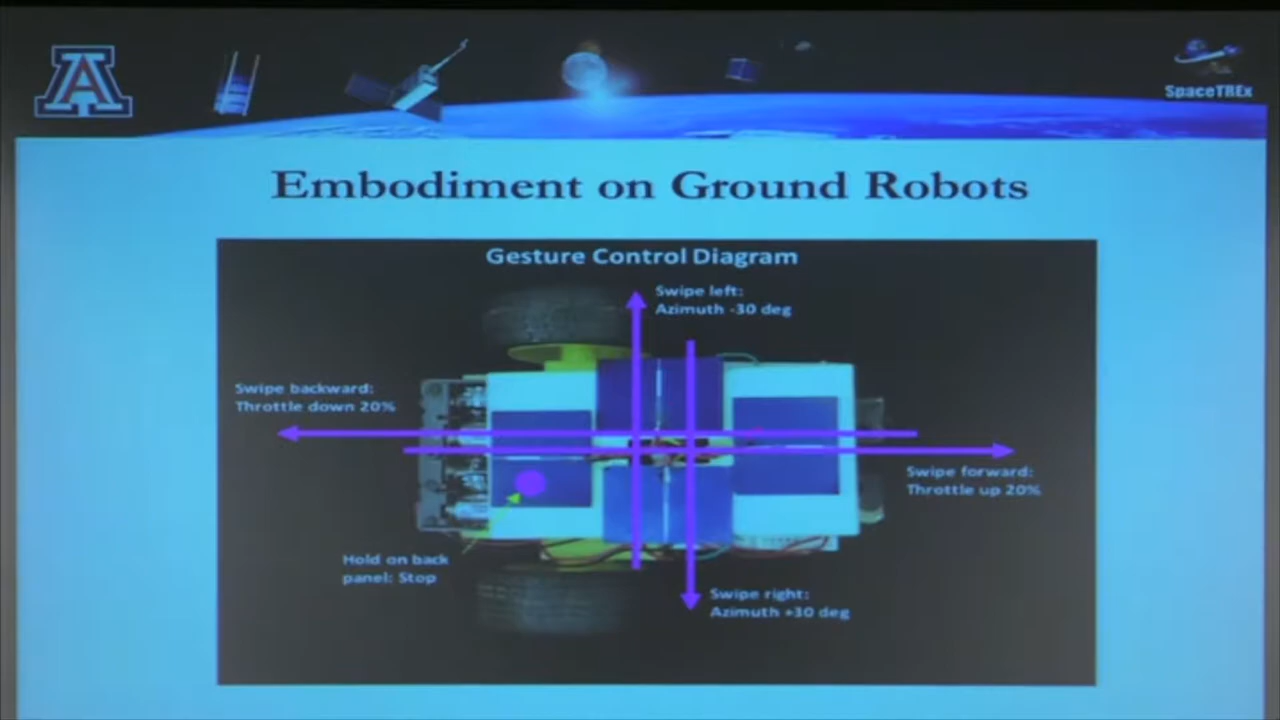 A
SpaceTREx
Embodiment on Ground Robots
Gesture Control Diagram
Swipe left:
Azimuth -30 deg
Swipe backward:
Throttle down 20%
Swipe forward:
Throttle up 20%
Hold on back
panel: Stop
Swipe right:
Azimuth +30 deg